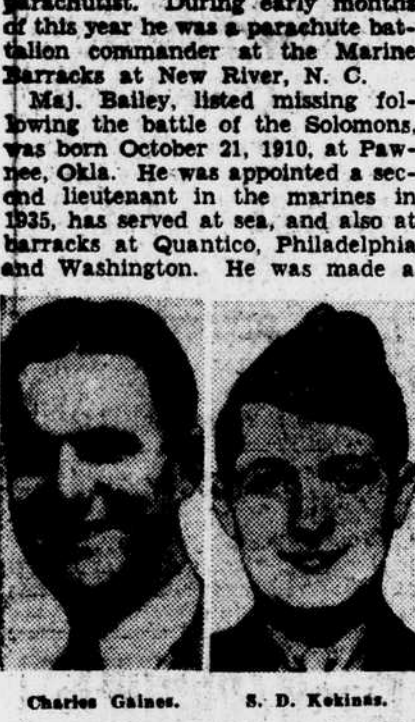 parachutist. During early months
of this year he was a parachute bat-
talion commander at the Marine
Barracks at New River, N. C.
Maj. Bailey, listed missing fol-
lowing the battle of the Solomons,
was born October 21, 1910, at Paw-
nee, Okla. He was appointed a sec-
ond lieutenant in the marines in
1935, has served at sea, and also at
barracks at Quantico, Philadelphia
and Washington. He was made a
Charles Gaines.
S. D. Kokinas.